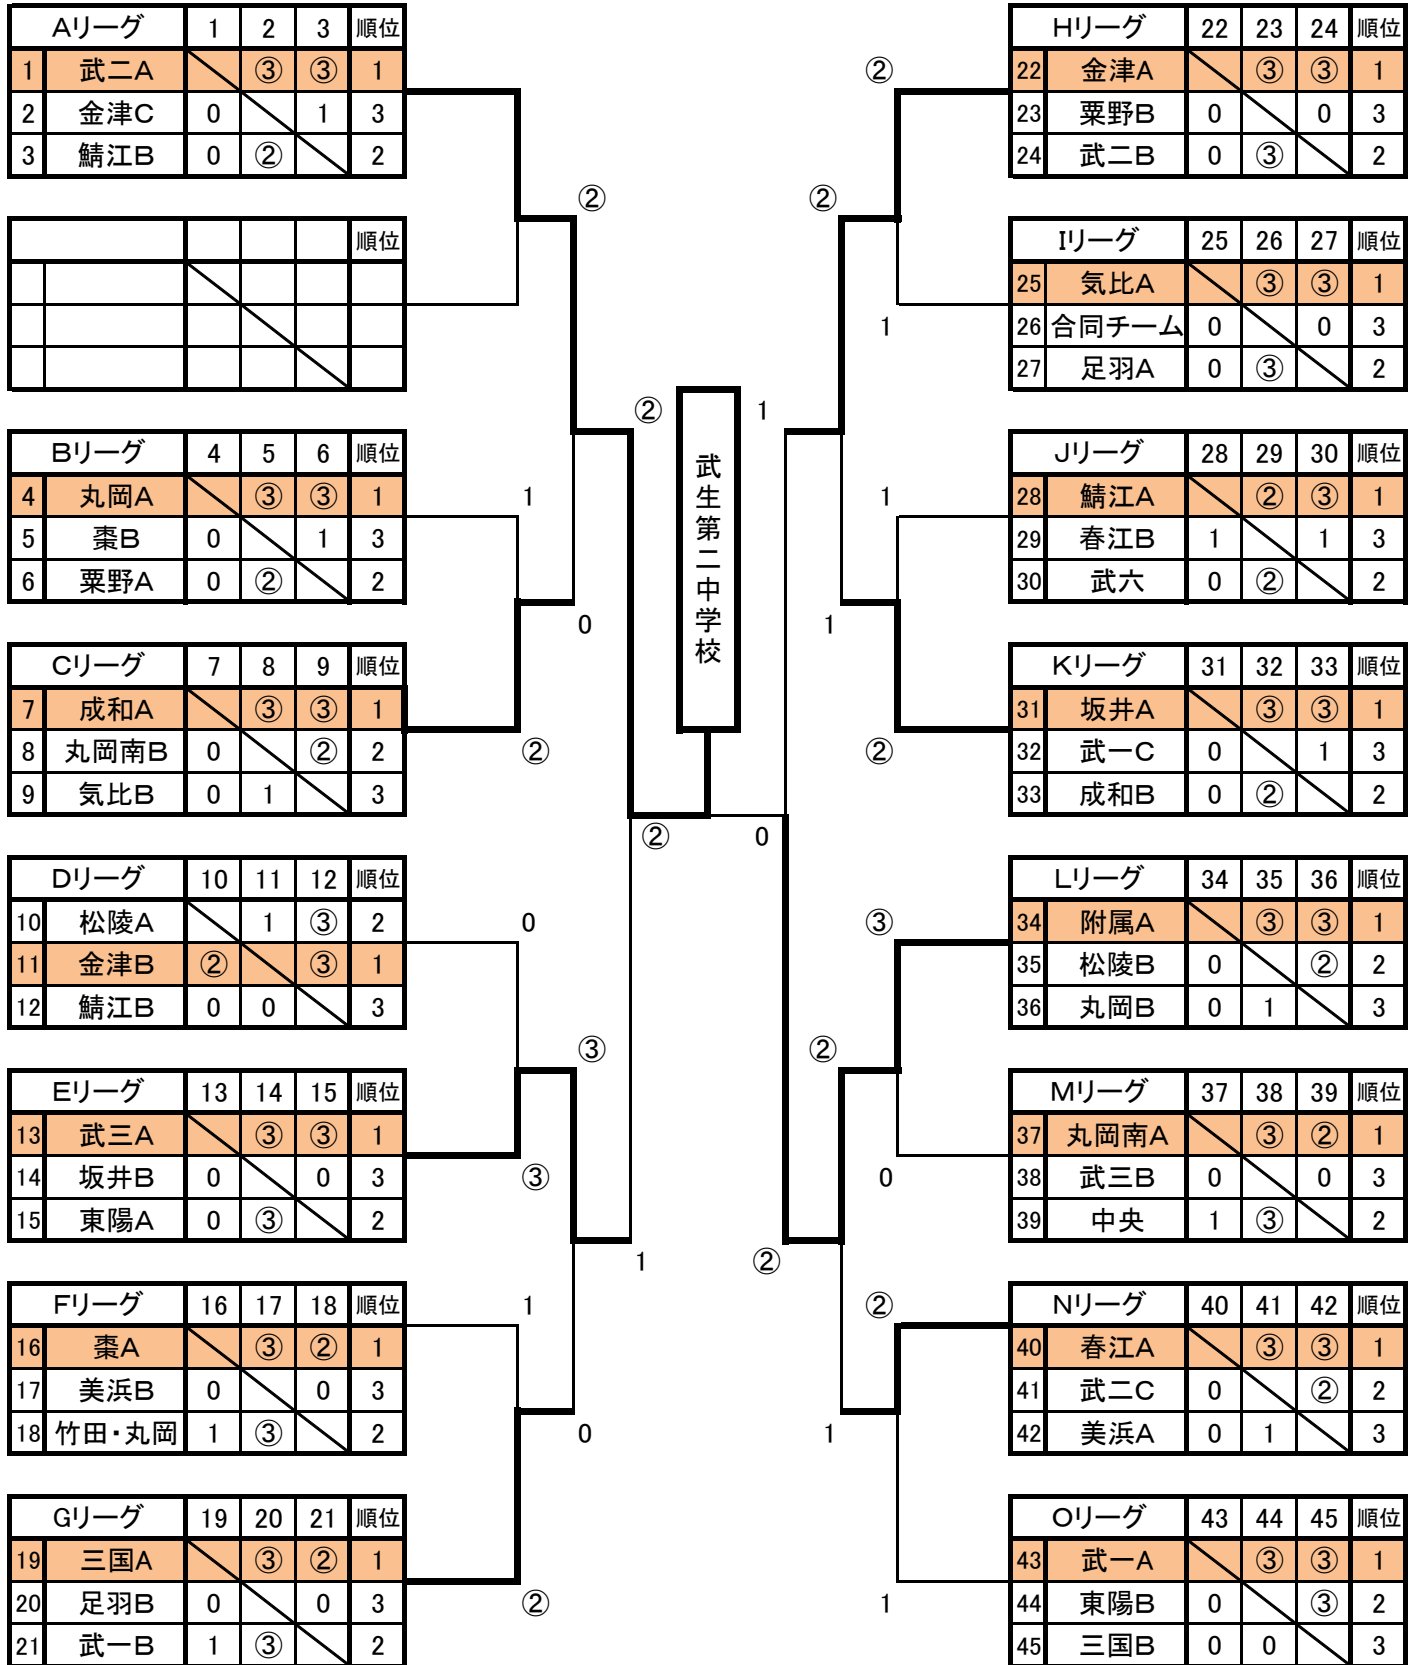 Aリーグ 1 2 3 順位
1 武二A ③ ③ 1
2 金津C 0 1 3
3 鯖江B 0 ② 2
順位
Bリーグ 4 5 6 順位
4 丸岡A ③ ③ 1
5 棗B 0 1 3
6 粟野A 0 ② 2
Cリーグ 7 8 9 順位
7 成和A ③ ③ 1
8 丸岡南B 0 ② 2
9 気比B 0 1 3
Dリーグ 10 11 12 順位
10 松陵A 1 ③ 2
11 金津B ② ③ 1
12 鯖江B 0 0 3
Eリーグ 13 14 15 順位
13 武三A ③ ③ 1
14 坂井B 0 0 3
15 東陽A 0 ③ 2
Fリーグ 16 17 18 順位
16 棗A ③ ② 1
17 美浜B 0 0 3
18 竹田・丸岡 1 ③ 2
Gリーグ 19 20 21 順位
19 三国A ③ ② 1
20 足羽B 0 0 3
21 武一B 1 ③ 2
②
1
0
②
②
②
0
③
③
1
1
0
②
武生第二中学校
1
0
②
②
1
1
1
②
③
②
0
②
②
1
1
Hリーグ 22 23 24 順位
22 金津A ③ ③ 1
23 粟野B 0 0 3
24 武二B 0 ③ 2
Iリーグ 25 26 27 順位
25 気比A ③ ③ 1
26 合同チーム 0 0 3
27 足羽A 0 ③ 2
Jリーグ 28 29 30 順位
28 鯖江A ② ③ 1
29 春江B 1 1 3
30 武六 0 ② 2
Kリーグ 31 32 33 順位
31 坂井A ③ ③ 1
32 武一C 0 1 3
33 成和B 0 ② 2
Lリーグ 34 35 36 順位
34 附属A ③ ③ 1
35 松陵B 0 ② 2
36 丸岡B 0 1 3
Mリーグ 37 38 39 順位
37 丸岡南A ③ ② 1
38 武三B 0 0 3
39 中央 1 ③ 2
Nリーグ 40 41 42 順位
40 春江A ③ ③ 1
41 武二C 0 ② 2
42 美浜A 0 1 3
Oリーグ 43 44 45 順位
43 武一A ③ ③ 1
44 東陽B 0 ③ 2
45 三国B 0 0 3